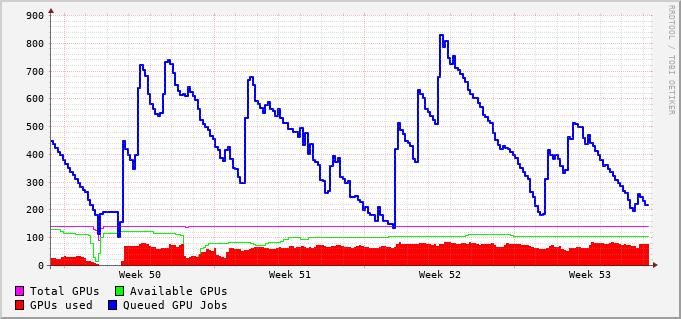 900
800
700
600
500
400
300
200
100
0
Week 50 Week 51 Week 52 Week 53
Total GPUs Available GPUs
GPUs used Queued GPU Jobs
RRDTOOL / TOBI OETIKER